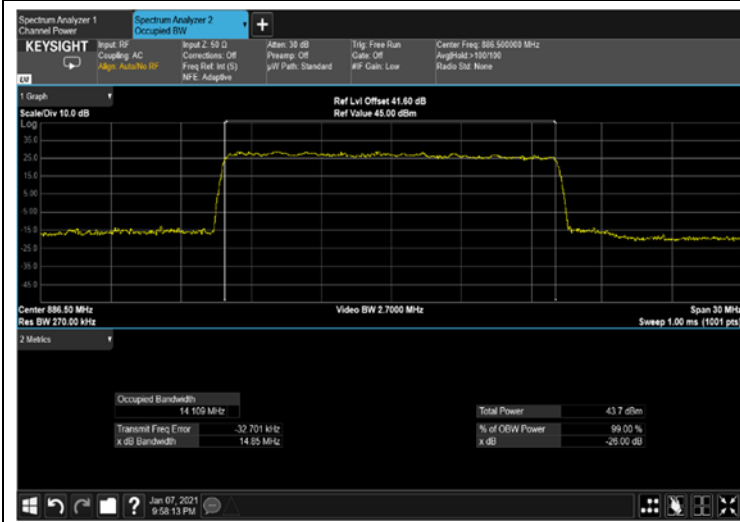 Spectrum Analyzer 1
Channel Power
Spectrum Analyzer 2
Occupied BW
+
KEYSIGHT
Input: RF
Coupling: AC
Align: Auto/No RF
Input Z: 50 Ω
Corrections: Off
Freq Ref: Int (S)
NFE: Adaptive
Atten: 30 dB
Preamp: Off
µW Path: Standard
Trig: Free Run
Gate: Off
#IF Gain: Low
Center Freq: 886.500000 MHz
Avg|Hold:>100/100
Radio Std: None
1 Graph
Scale/Div 10.0 dB
Ref Lvl Offset 41.60 dB
Ref Value 45.00 dBm
Log
35.0
25.0
15.0
5.00
-5.00
-15.0
-25.0
-35.0
-45.0
Center 886.50 MHz
Video BW 2.7000 MHz
Span 30 MHz
Res BW 270.00 kHz
Sweep 1.00 ms (1001 pts)
2 Metrics
Occupied Bandwidth
14.109 MHz
Total Power 43.7 dBm
Transmit Freq Error -32.701 kHz
% of OBW Power 99.00 %
x dB Bandwidth 14.85 MHz
x dB -26.00 dB
?
Jan 07, 2021
9:58:13 PM